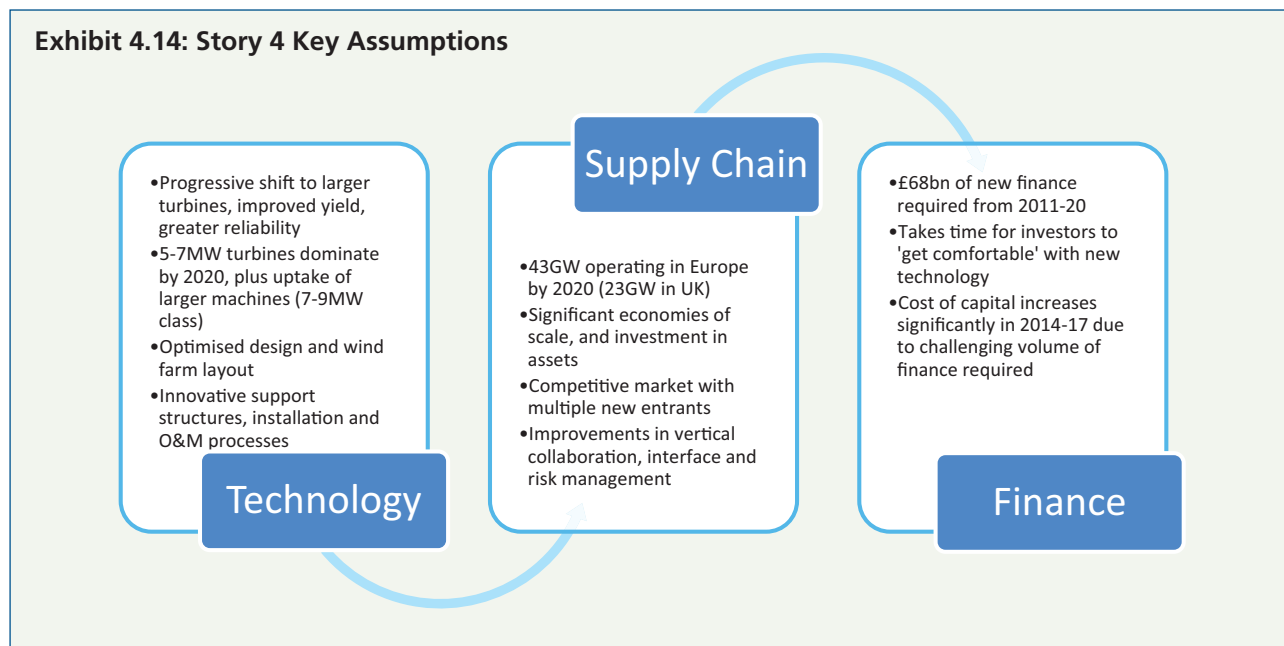 Exhibit 4.14: Story 4 Key Assumptions
•Progressive shift to larger
turbines, improved yield,
greater reliability
•5-7MW turbines dominate
by 2020, plus uptake of
larger machines (7-9MW
class)
•Optimised design and wind
farm layout
•Innovative support
structures, installation and
O&M processes
Technology
Supply Chain
•43GW operating in Europe
by 2020 (23GW in UK)
•Significant economies of
scale, and investment in
assets
•Competitive market with
multiple new entrants
•Improvements in vertical
collaboration, interface and
risk management
•£68bn of new finance
required from 2011-20
•Takes time for investors to
'get comfortable' with new
technology
•Cost of capital increases
significantly in 2014-17 due
to challenging volume of
finance required
Finance